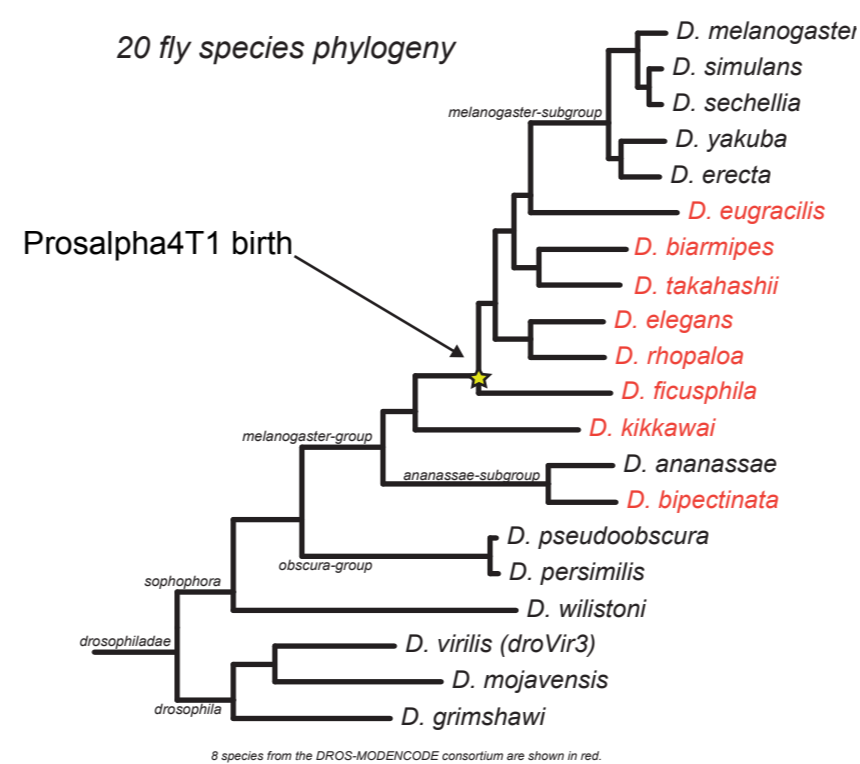 20 fly species phylogeny
D. melanogaster
D. simulans
D. sechellia
melanogaster-subgroup
D. yakuba
D. erecta
D. eugracilis
Prosalpha4T1 birth
D. biarmipes
D. takahashii
D. elegans
D. rhopaloa
D. ficusphila
D. kikkawai
melanogaster-group
D. ananassae
ananassae-subgroup
D. bipectinata
D. pseudoobscura
obscura-group
D. persimilis
sophophora
D. wilistoni
drosophiladae
D. virilis (droVir3)
D. mojavensis
drosophila
D. grimshawi
8 species from the DROS-MODENCODE consortium are shown in red.